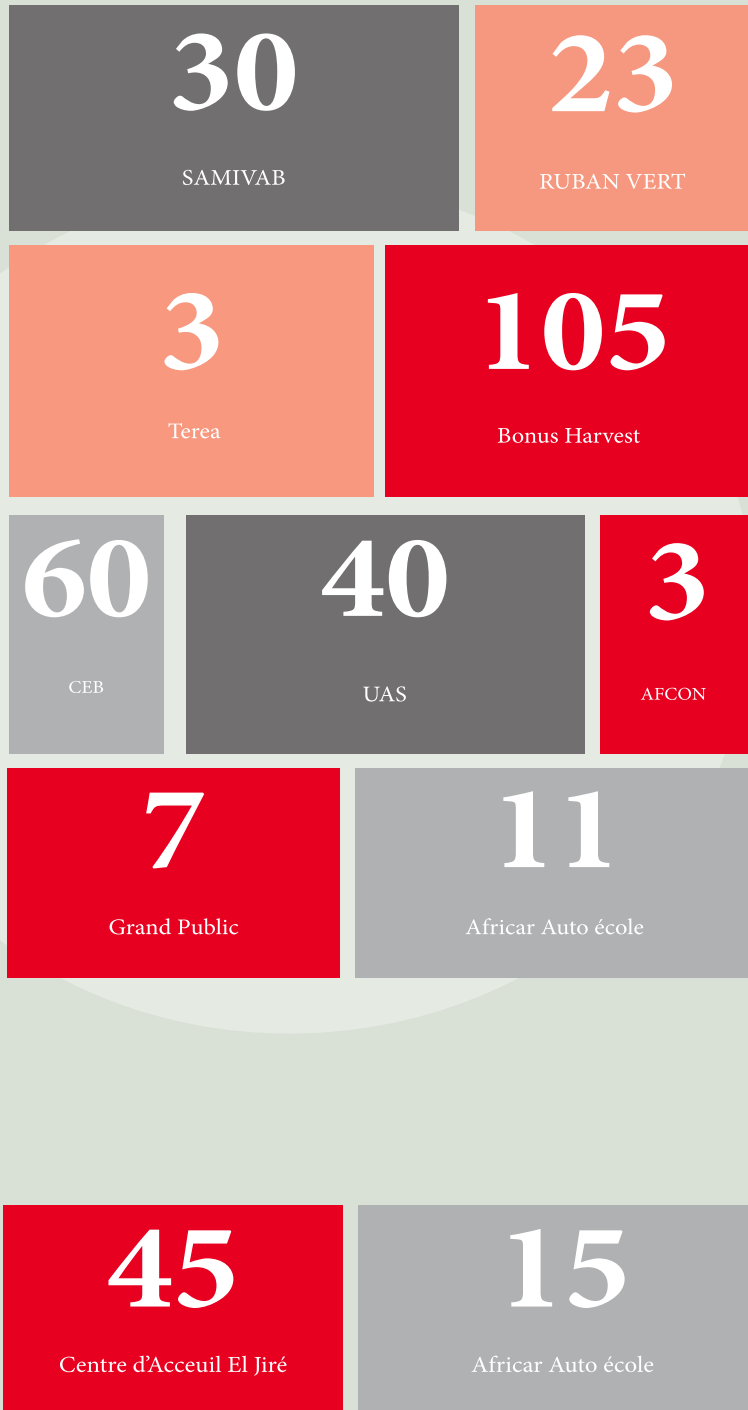 30
SAMIVAB
23
RUBAN VERT
3
Terea
105
Bonus Harvest
60
CEB
40
UAS
3
AFCON
7
Grand Public
11
Africar Auto école
45
Centre d’Acceuil El Jiré
15
Africar Auto école